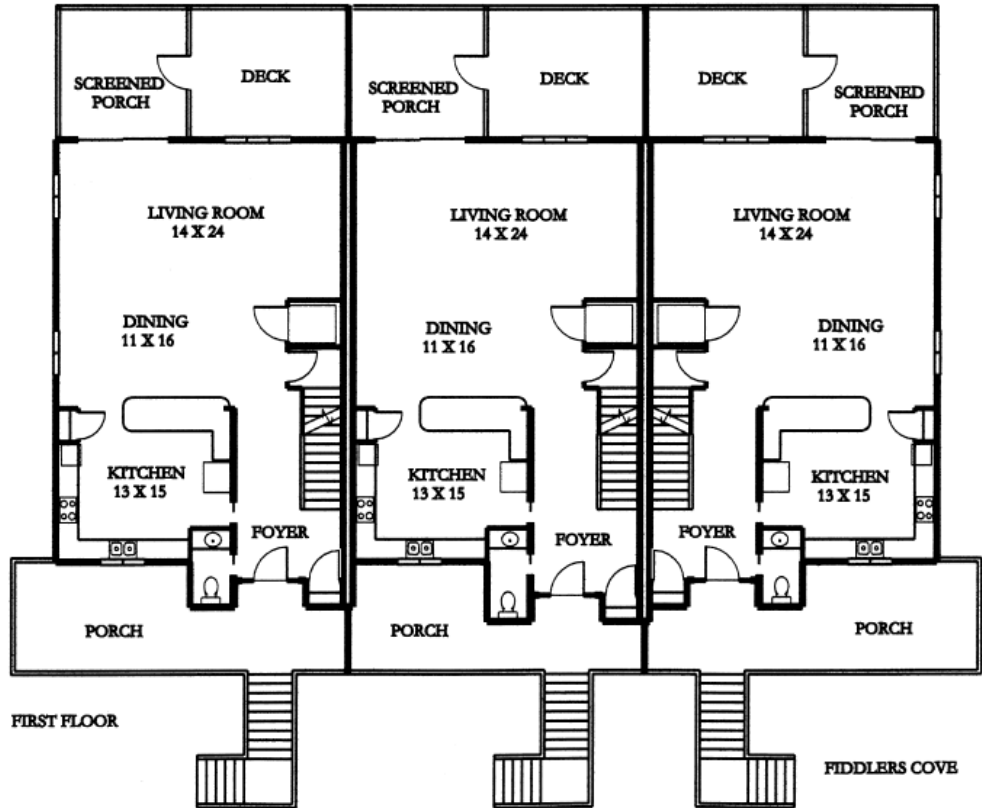 SCREENED
PORCH
DECK
SCREENED
PORCH
DECK
DECK
SCREENED
PORCH
LIVING ROOM
14 X 24
LIVING ROOM
14 X 24
LIVING ROOM
14 X 24
DINING
11 X 16
DINING
11 X 16
DINING
11 X 16
KITCHEN
13 X 15
KITCHEN
13 X 15
KITCHEN
13 X 15
FOYER
FOYER
FOYER
PORCH
PORCH
PORCH
FIRST FLOOR
FIDDLERS COVE